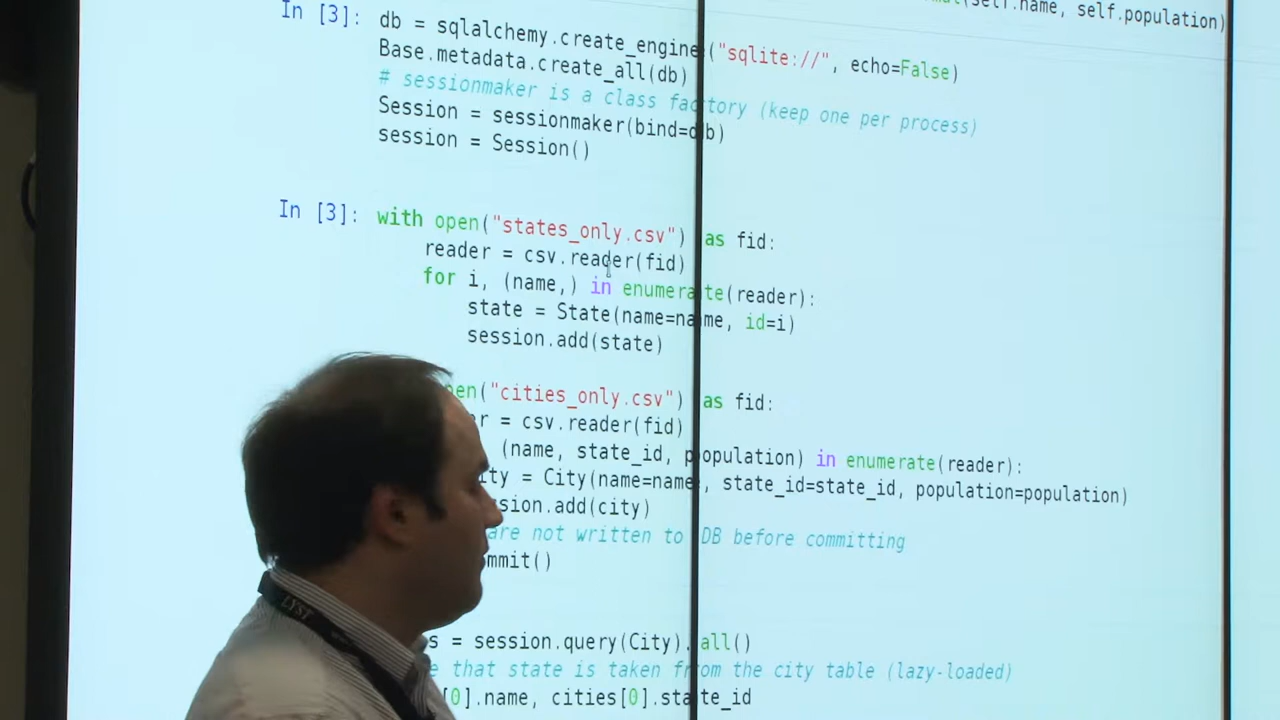 self.name, self.population)
In [3]: db = sqlalchemy.create_engine("sqlite://", echo=False)
Base.metadata.create_all(db)
# sessionmaker is a class factory (keep one per process)
Session = sessionmaker(bind=db)
session = Session()
In [3]: with open("states_only.csv") as fid:
reader = csv.reader(fid)
for i, (name,) in enumerate(reader):
state = State(name=name, id=i)
session.add(state)
("cities_only.csv") as fid:
= csv.reader(fid)
(name, state_id, population) in enumerate(reader):
= City(name=name, state_id=state_id, population=population)
.add(city)
are not written to DB before committing
()
= session.query(City).all()
that state is taken from the city table (lazy-loaded)
[0].name, cities[0].state_id
LYST